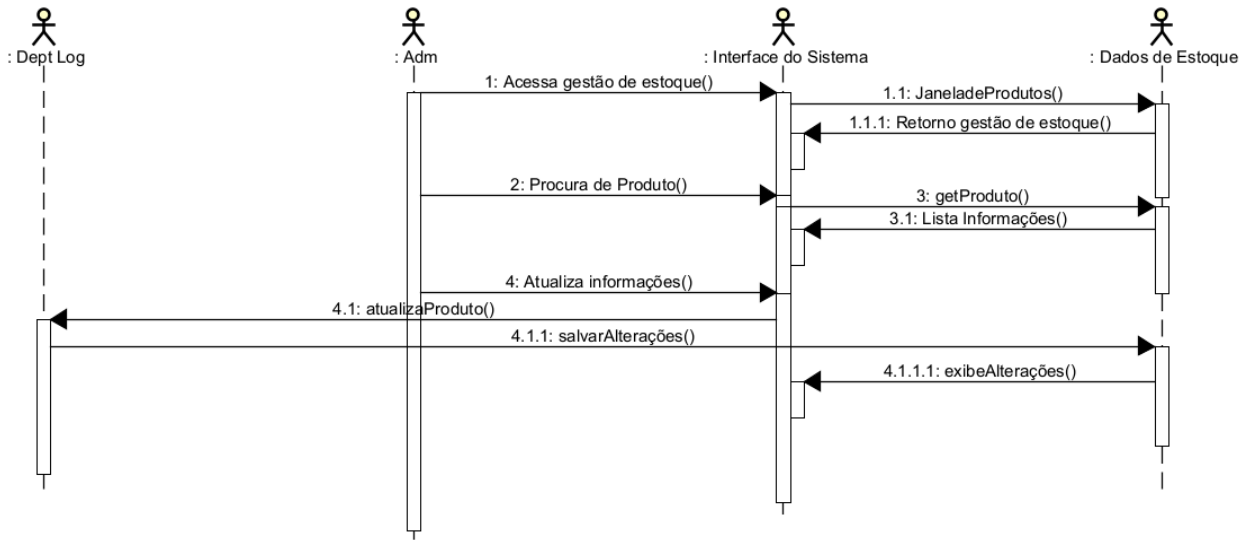 : Dept Log
: Adm
: Interface do Sistema
: Dados de Estoque
1: Acessa gestão de estoque()
1.1: JaneladeProdutos()
1.1.1: Retorno gestão de estoque()
2: Procura de Produto()
3: getProduto()
3.1: Lista Informações()
4: Atualiza informações()
4.1: atualizaProduto()
4.1.1: salvarAlterações()
4.1.1.1: exibeAlterações()